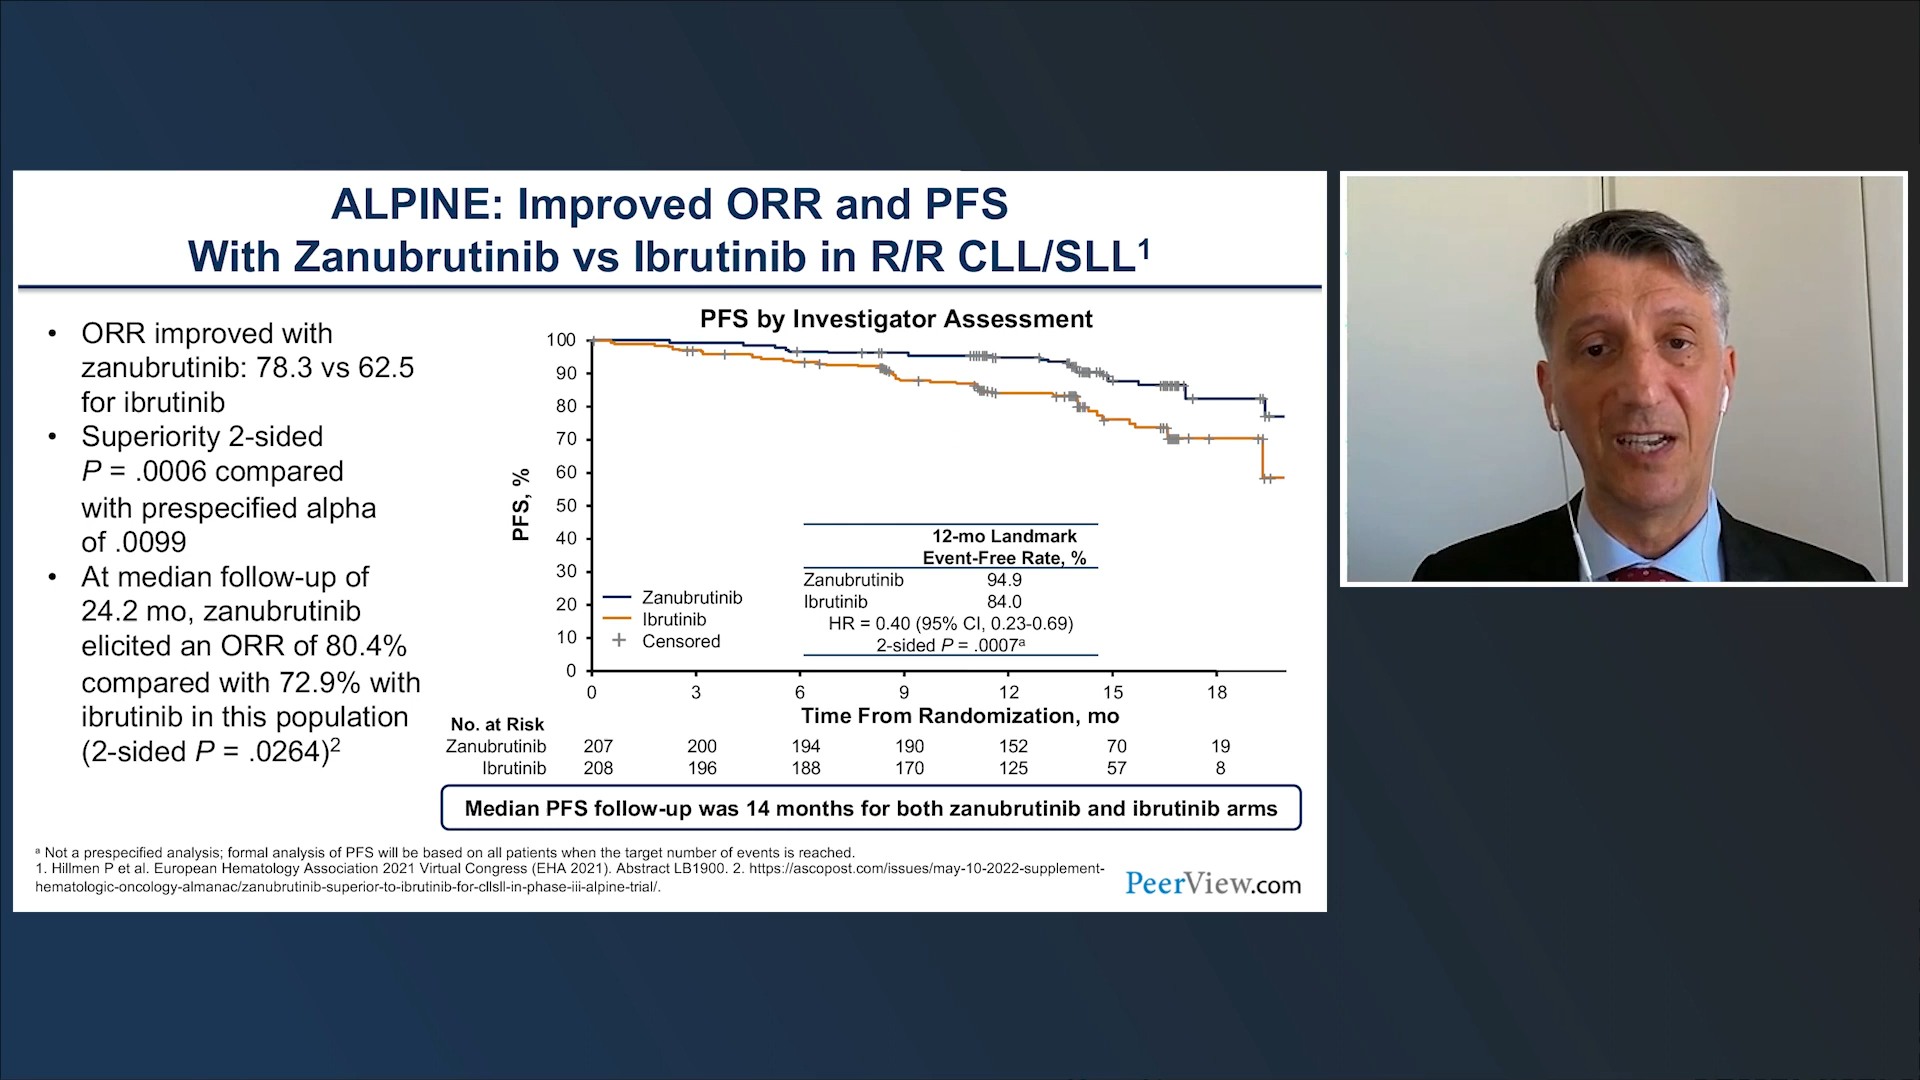 ALPINE: Improved ORR and PFS
With Zanubrutinib vs Ibrutinib in R/R CLL/SLL1
• ORR improved with
zanubrutinib: 78.3 vs 62.5
for ibrutinib
• Superiority 2-sided
P = .0006 compared
with prespecified alpha
of .0099
• At median follow-up of
24.2 mo, zanubrutinib
elicited an ORR of 80.4%
compared with 72.9% with
ibrutinib in this population
(2-sided P = .0264)2
PFS by Investigator Assessment
PFS, %
100
90
80
70
60
50
40
30
20
10
0
Zanubrutinib
Ibrutinib
Censored
12-mo Landmark
Event-Free Rate, %
Zanubrutinib 94.9
Ibrutinib 84.0
HR = 0.40 (95% CI, 0.23-0.69)
2-sided P = .0007a
0 3 6 9 12 15 18
Time From Randomization, mo
No. at Risk
Zanubrutinib 207 200 194 190 152 70 19
Ibrutinib 208 196 188 170 125 57 8
Median PFS follow-up was 14 months for both zanubrutinib and ibrutinib arms
a Not a prespecified analysis; formal analysis of PFS will be based on all patients when the target number of events is reached.
1. Hillmen P et al. European Hematology Association 2021 Virtual Congress (EHA 2021). Abstract LB1900. 2. https://ascopost.com/issues/may-10-2022-supplement-
hematologic-oncology-almanac/zanubrutinib-superior-to-ibrutinib-for-cllsll-in-phase-iii-alpine-trial/.
PeerView.com